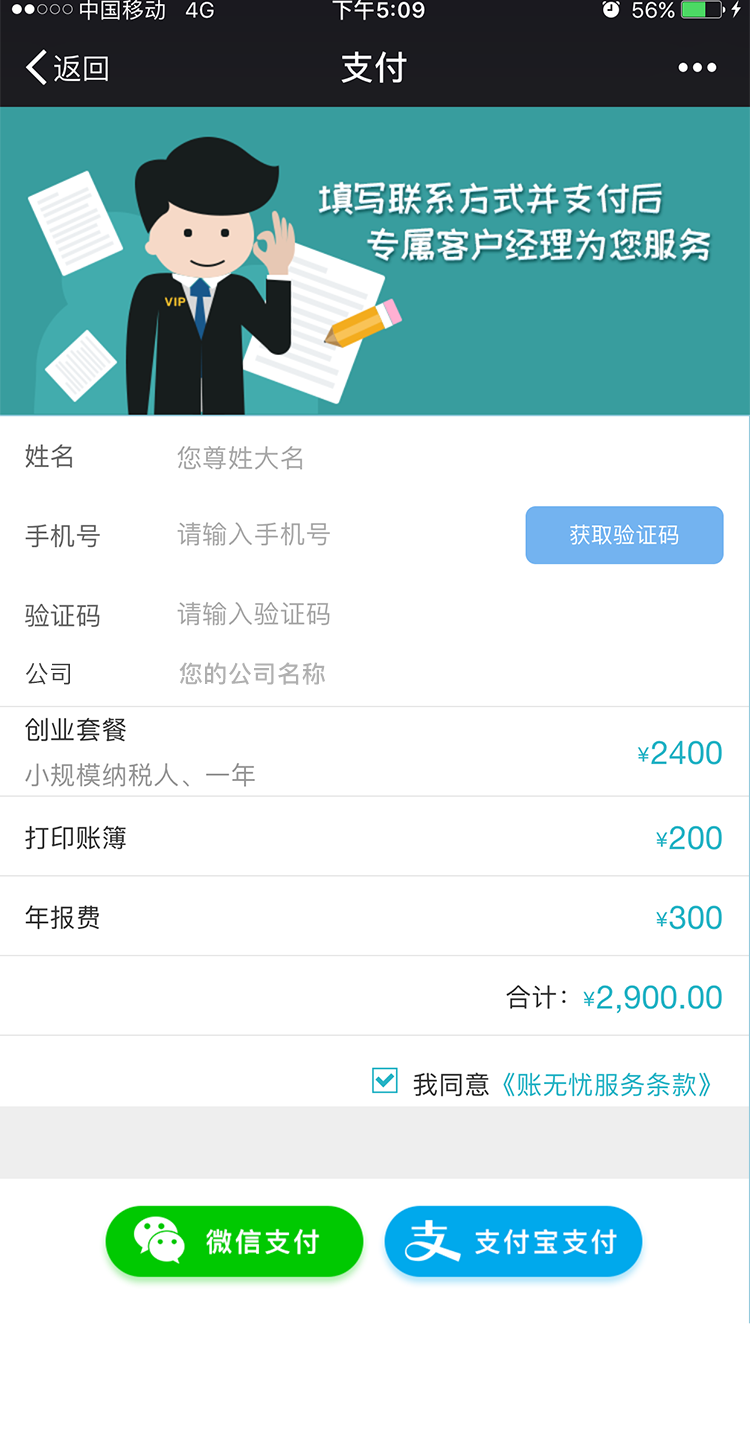 中国移动 4G 下午5:09 56%
返回 支付
填写联系方式并支付后
专属客户经理为您服务
VIP
姓名 您尊姓大名
手机号 请输入手机号 获取验证码
验证码 请输入验证码
公司 您的公司名称
创业套餐
小规模纳税人、一年
¥2400
打印账簿 ¥200
年报费 ¥300
合计：¥2,900.00
我同意《账无忧服务条款》
微信支付 支付宝支付